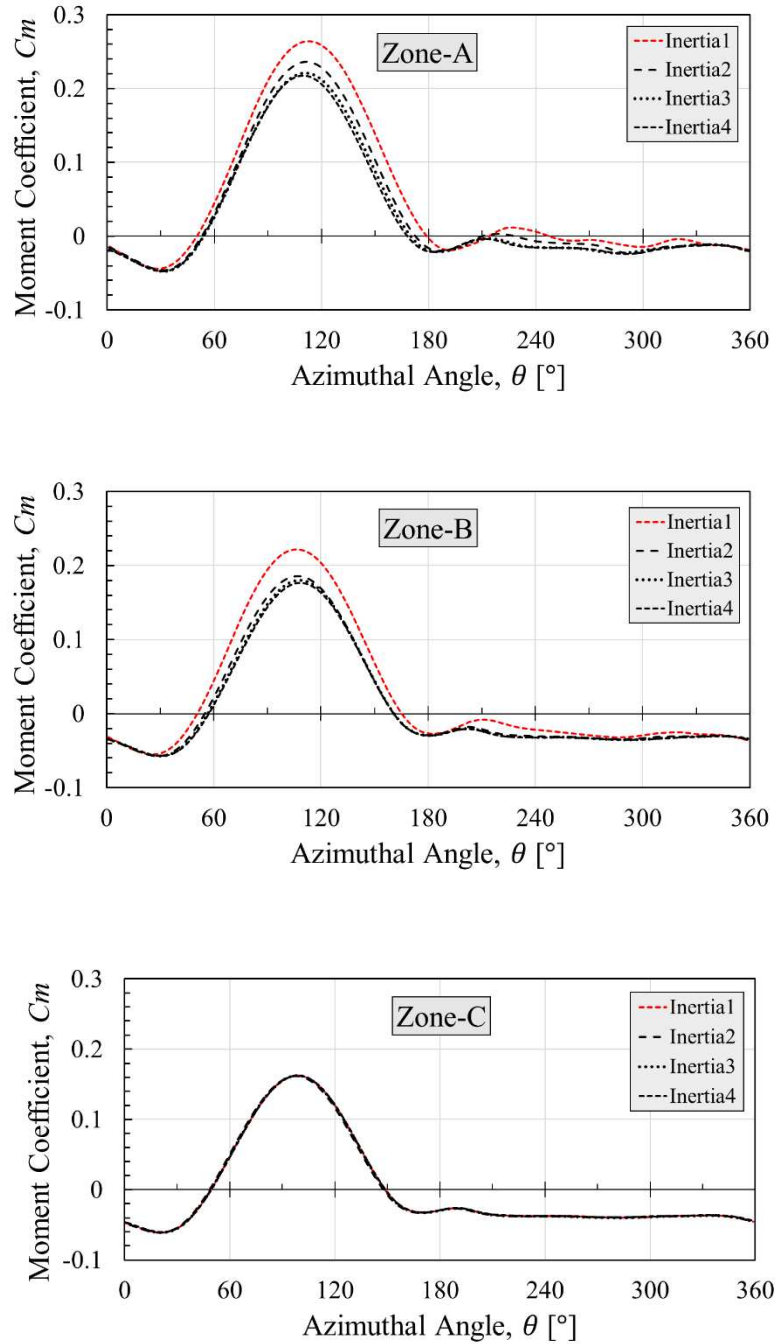 0.3
0.2
0.1
0
-0.1
Moment Coefficient, Cm
Zone-A
Inertia1
Inertia2
Inertia3
Inertia4
0 60 120 180 240 300 360
Azimuthal Angle, θ [°]
0.3
0.2
0.1
0
-0.1
Moment Coefficient, Cm
Zone-B
Inertia1
Inertia2
Inertia3
Inertia4
0 60 120 180 240 300 360
Azimuthal Angle, θ [°]
0.3
0.2
0.1
0
-0.1
Moment Coefficient, Cm
Zone-C
Inertia1
Inertia2
Inertia3
Inertia4
0 60 120 180 240 300 360
Azimuthal Angle, θ [°]